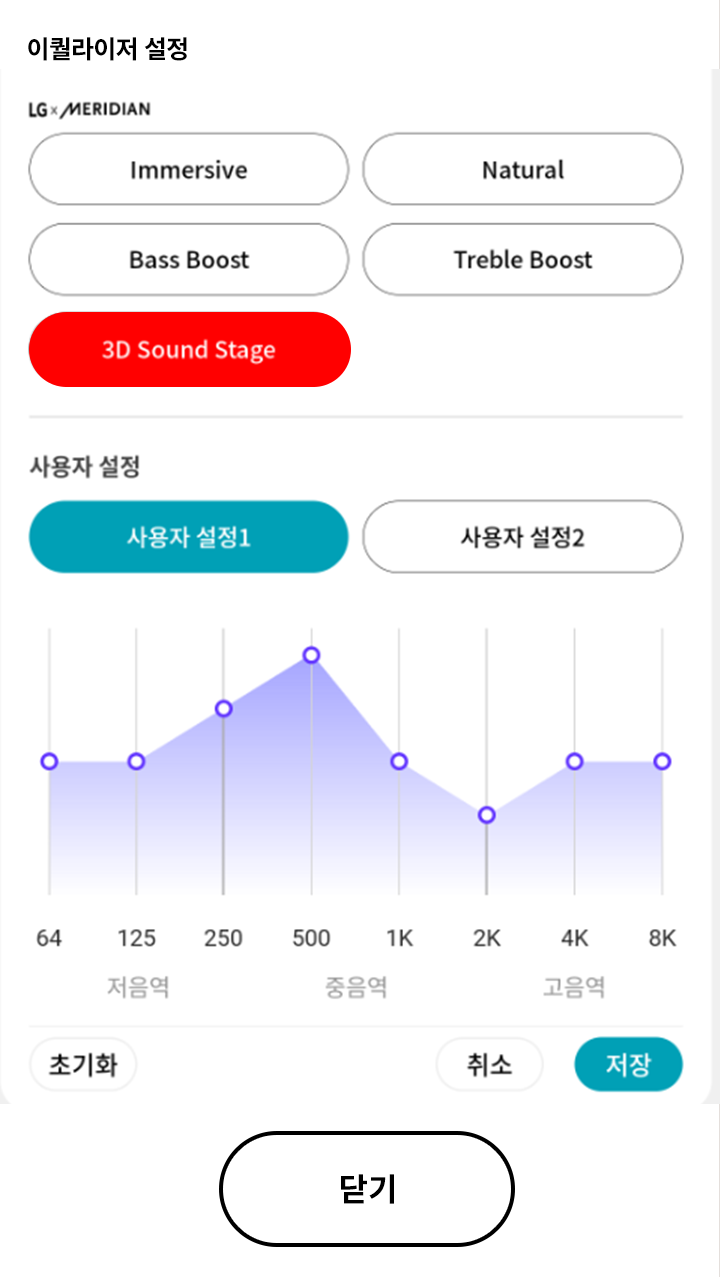 이퀄라이저 설정
LG x MERIDIAN
Immersive Natural
Bass Boost Treble Boost
3D Sound Stage
사용자 설정
사용자 설정1 사용자 설정2
64 125 250 500 1K 2K 4K 8K
저음역 중음역 고음역
초기화 취소 저장
닫기